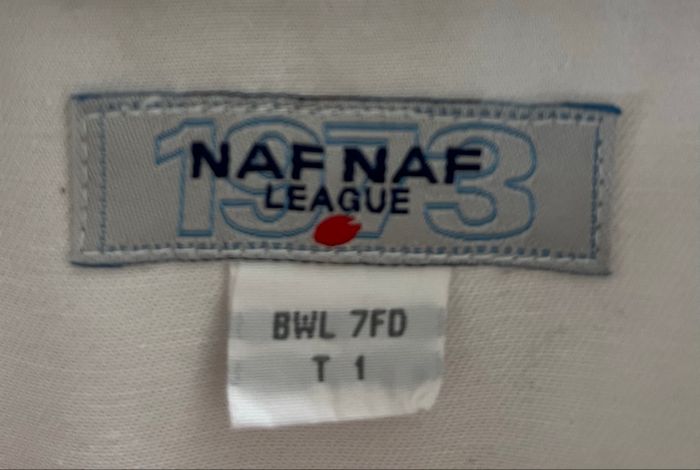 1973
NAF NAF
LEAGUE
BWL 7FD
T 1